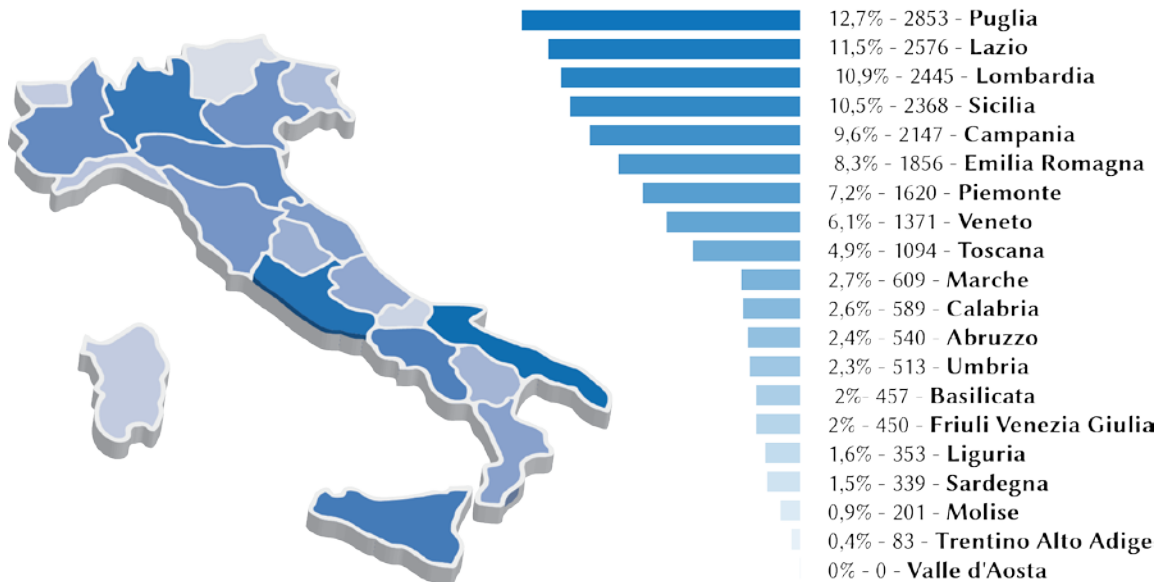 12,7% - 2853 - Puglia
11,5% - 2576 - Lazio
10,9% - 2445 - Lombardia
10,5% - 2368 - Sicilia
9,6% - 2147 - Campania
8,3% - 1856 - Emilia Romagna
7,2% - 1620 - Piemonte
6,1% - 1371 - Veneto
4,9% - 1094 - Toscana
2,7% - 609 - Marche
2,6% - 589 - Calabria
2,4% - 540 - Abruzzo
2,3% - 513 - Umbria
2%- 457 - Basilicata
2% - 450 - Friuli Venezia Giulia
1,6% - 353 - Liguria
1,5% - 339 - Sardegna
0,9% - 201 - Molise
0,4% - 83 - Trentino Alto Adige
0% - 0 - Valle d'Aosta